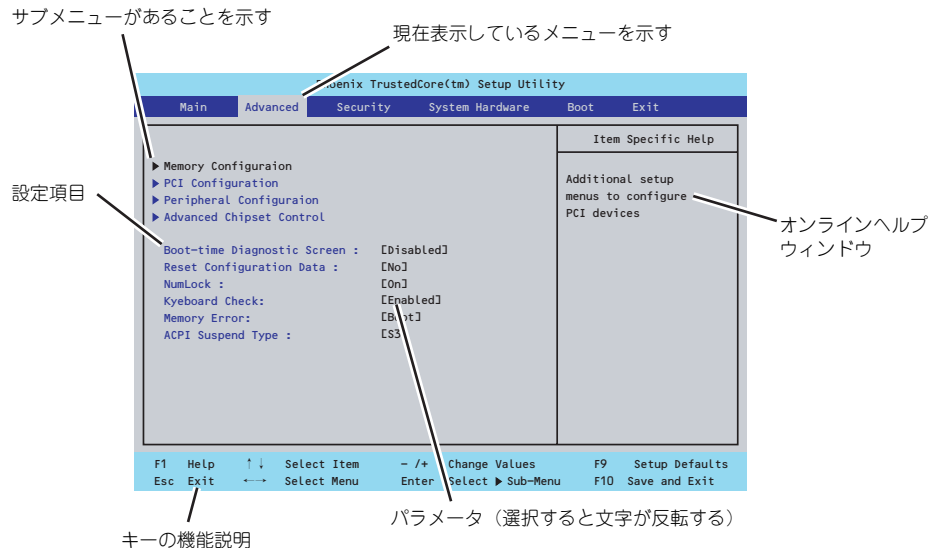 サブメニューがあることを示す
現在表示しているメニューを示す
Phoenix TrustedCore(tm) Setup Utility
Main Advanced Security System Hardware Boot Exit
Item Specific Help
▶ Memory Configuraion
▶ PCI Configuration
▶ Peripheral Configuraion
▶ Advanced Chipset Control
Additional setup
menus to configure
PCI devices
設定項目
オンラインヘルプ
ウィンドウ
Boot-time Diagnostic Screen : [Disabled]
Reset Configuration Data : [No]
NumLock : [On]
Kyeboard Check: [Enabled]
Memory Error: [Boot]
ACPI Suspend Type : [S3]
F1 Help ↑↓ Select Item - /+ Change Values F9 Setup Defaults
Esc Exit ←→ Select Menu Enter Select ▶ Sub-Menu F10 Save and Exit
パラメータ（選択すると文字が反転する）
キーの機能説明